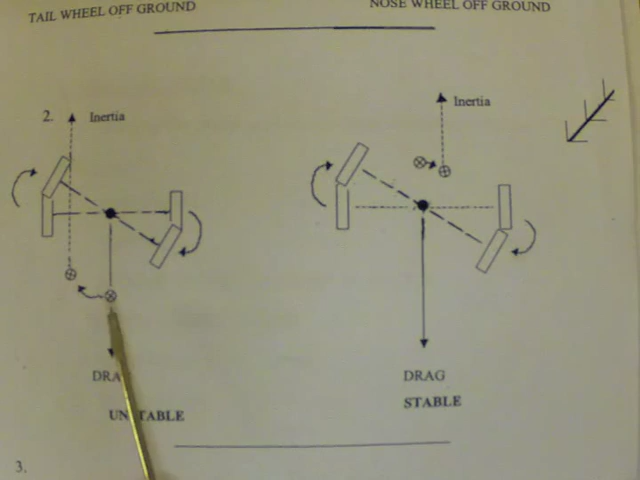 TAIL WHEEL OFF GROUND
NOSE WHEEL OFF GROUND
2.
Inertia
Inertia
DRAG
STABLE
3.